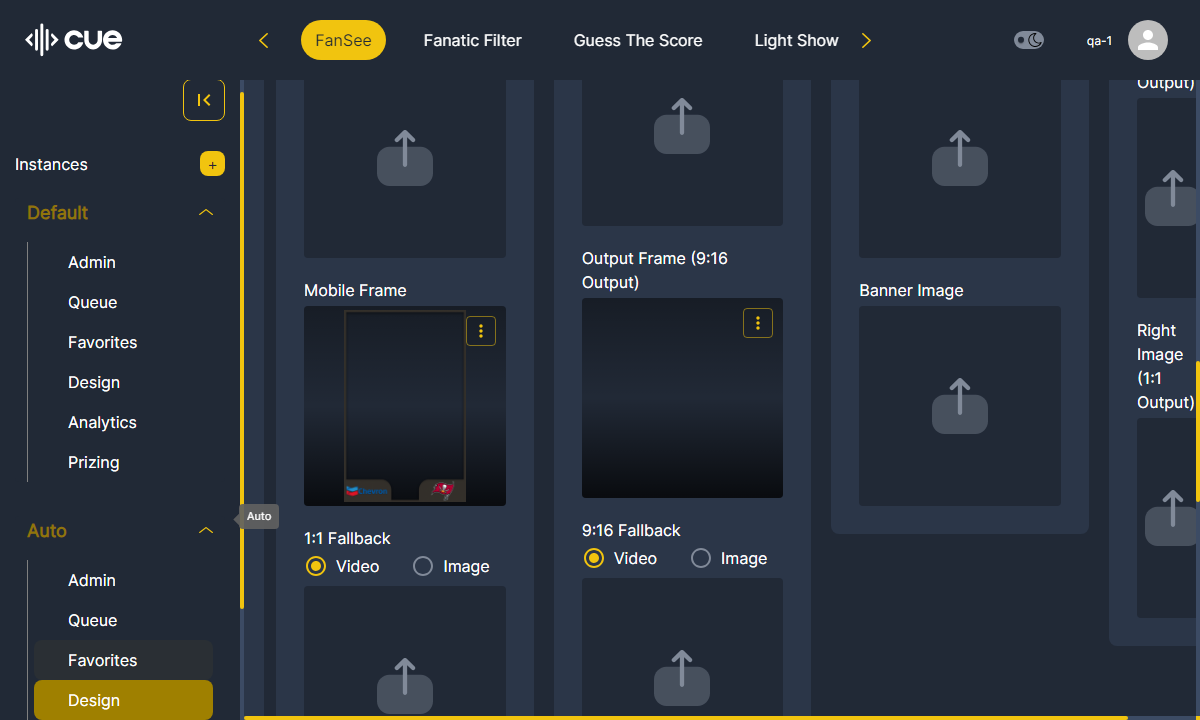 cue
FanSee
Fanatic Filter
Guess The Score
Light Show
qa-1
Instances
+
Default
Admin
Queue
Favorites
Design
Analytics
Prizing
Auto
Admin
Queue
Favorites
Design
Auto
Mobile Frame
1:1 Fallback
Video
Image
Output Frame (9:16
Output)
9:16 Fallback
Video
Image
Banner Image
Output)
Right
Image
(1:1
Output)